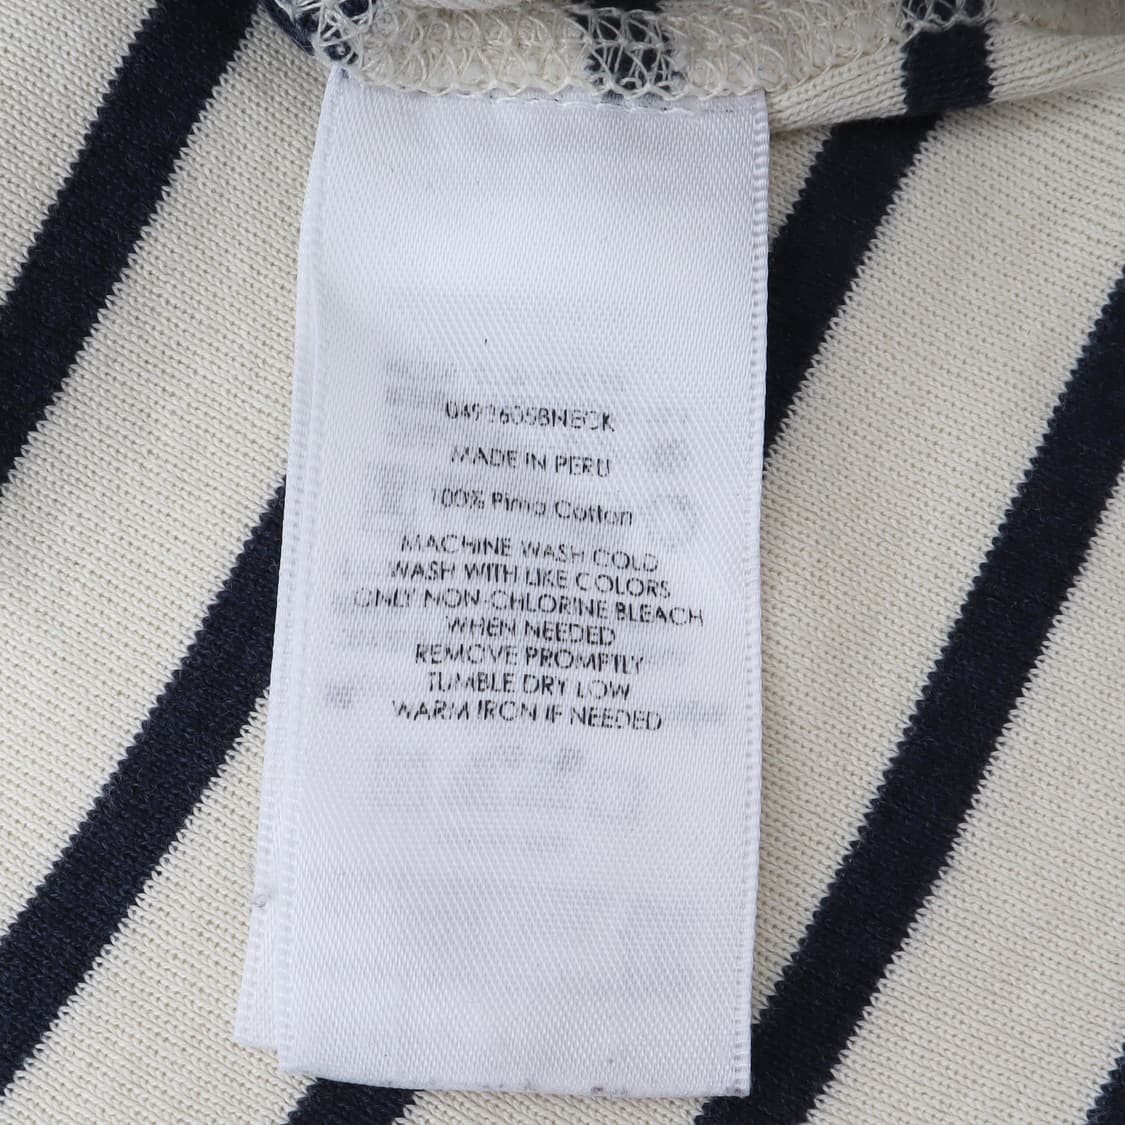 MADE IN PERU
100% Pima Cotton
MACHINE WASH COLD
WASH WITH LIKE COLORS
ONLY NON-CHLORINE BLEACH
WHEN NEEDED
REMOVE PROMPTLY
TUMBLE DRY LOW
WARM IRON IF NEEDED